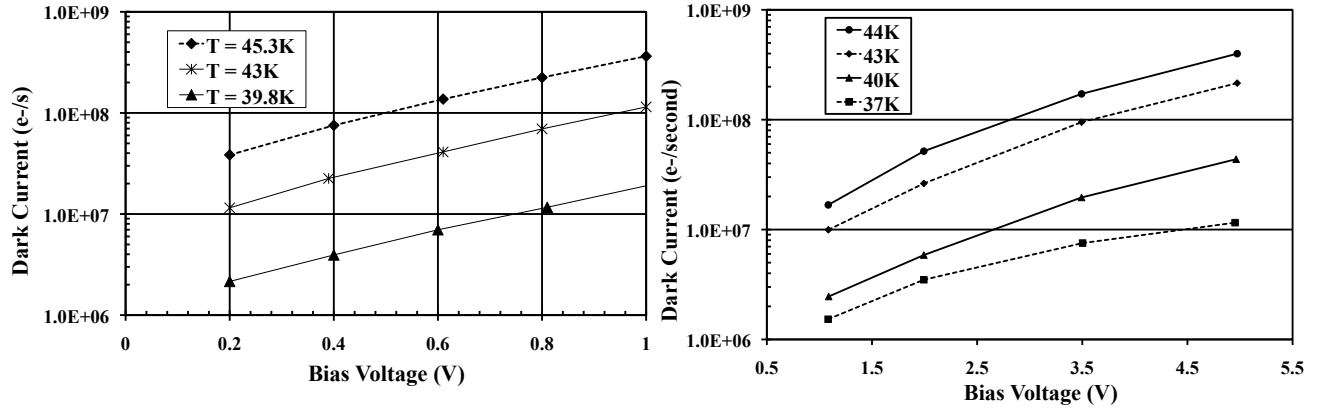 1.0E+09
1.0E+08
1.0E+07
1.0E+06
Dark Current (e-/s)
T = 45.3K
T = 43K
T = 39.8K
0 0.2 0.4 0.6 0.8 1
Bias Voltage (V)
1.0E+09
1.0E+08
1.0E+07
1.0E+06
Dark Current (e-/second)
44K
43K
40K
37K
0.5 1.5 2.5 3.5 4.5 5.5
Bias Voltage (V)